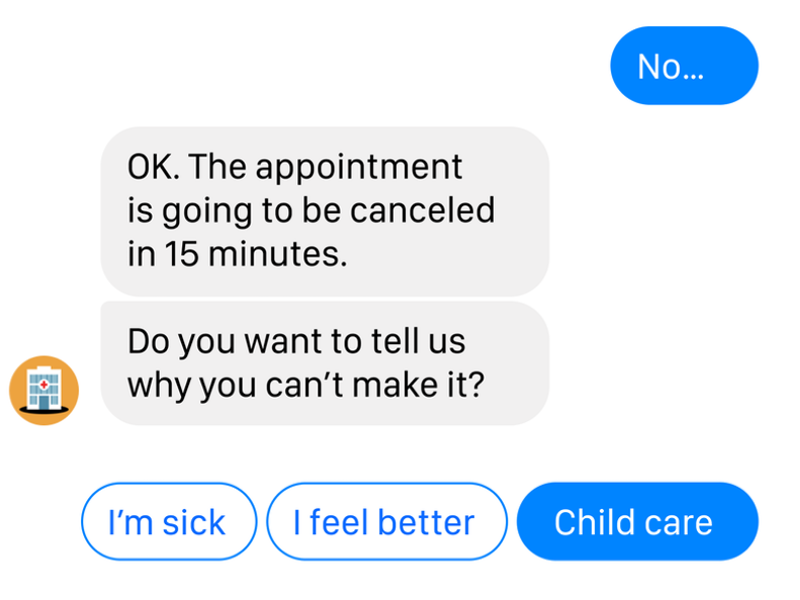 No...
OK. The appointment
is going to be canceled
in 15 minutes.
Do you want to tell us
why you can’t make it?
I’m sick
I feel better
Child care